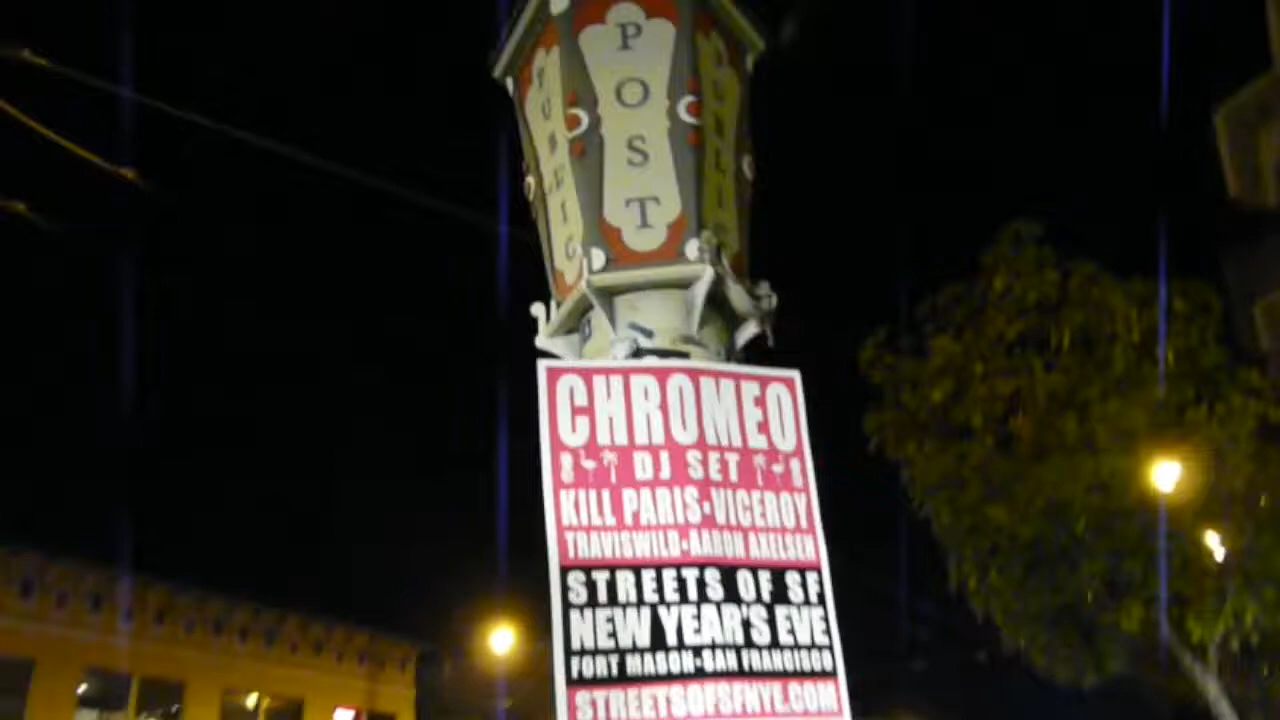 PUBLIC
POST
CHROMEO
DJ SET
KILL PARIS·VICEROY
TRAVISWILD·AARON AXELSEN
STREETS OF SF
NEW YEAR'S EVE
FORT MASON·SAN FRANCISCO
STREETSOFSFNYE.COM